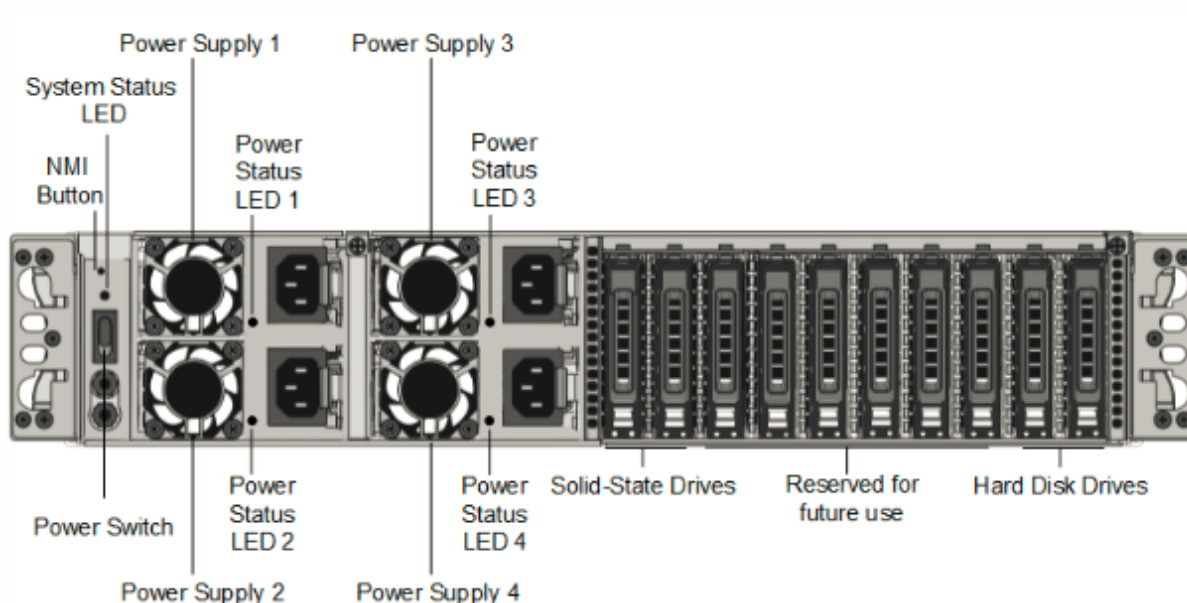 Power Supply 1
Power Supply 3
System Status
LED
Power
Status
LED 1
Power
Status
LED 3
NMI
Button
Solid-State Drives
Reserved for
future use
Hard Disk Drives
Power
Status
LED 2
Power
Status
LED 4
Power Switch
Power Supply 2
Power Supply 4